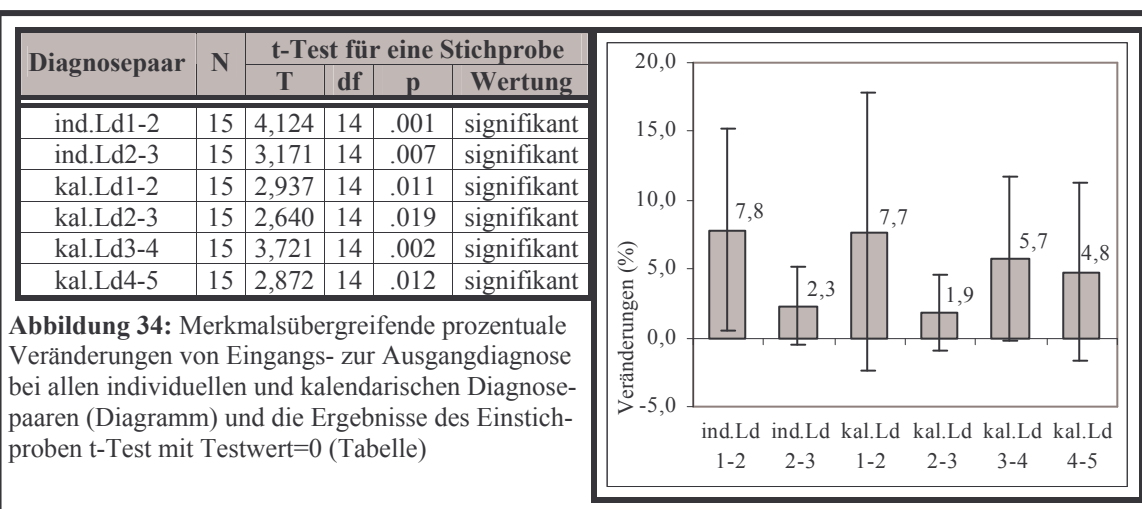 Diagnosepaar N t-Test für eine Stichprobe
T df p Wertung
ind.Ld1-2 15 4,124 14 .001 signifikant
ind.Ld2-3 15 3,171 14 .007 signifikant
kal.Ld1-2 15 2,937 14 .011 signifikant
kal.Ld2-3 15 2,640 14 .019 signifikant
kal.Ld3-4 15 3,721 14 .002 signifikant
kal.Ld4-5 15 2,872 14 .012 signifikant
Abbildung 34: Merkmalsübergreifende prozentuale
Veränderungen von Eingangs- zur Ausgangdiagnose
bei allen individuellen und kalendarischen Diagnose-
paaren (Diagramm) und die Ergebnisse des Einstich-
proben t-Test mit Testwert=0 (Tabelle)
Veränderungen (%)
20,0
15,0
10,0
5,0
0,0
-5,0
7,8
2,3
7,7
1,9
5,7
4,8
ind.Ld ind.Ld kal.Ld kal.Ld kal.Ld kal.Ld
1-2 2-3 1-2 2-3 3-4 4-5